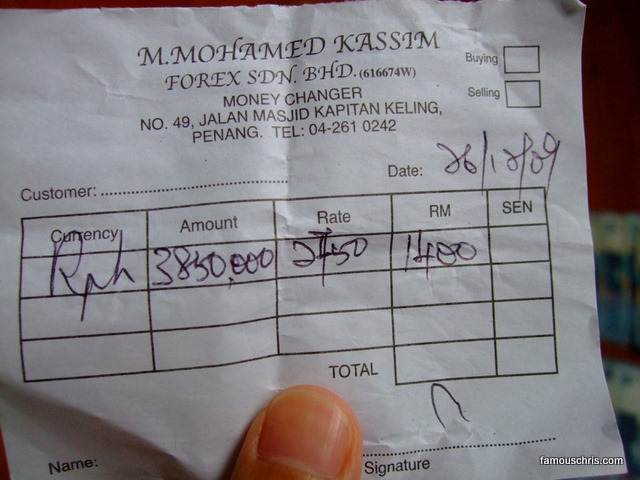 M.MOHAMED KASSIM
FOREX SDN. BHD.(616674W)
MONEY CHANGER
NO. 49, JALAN MASJID KAPITAN KELING,
PENANG. TEL: 04-261 0242
Buying
Selling
Date: 26/12/09
Customer:
Currency Amount Rate RM SEN
Rph 3850,000 2750 1400
TOTAL
Name: Signature
famouschris.com